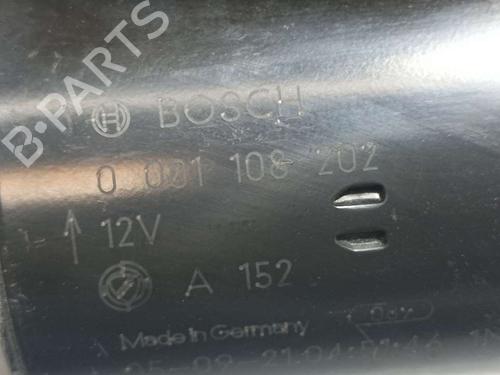 B-PARTS
BOSCH
0 001 108 202
12V
A 152
Made in Germany